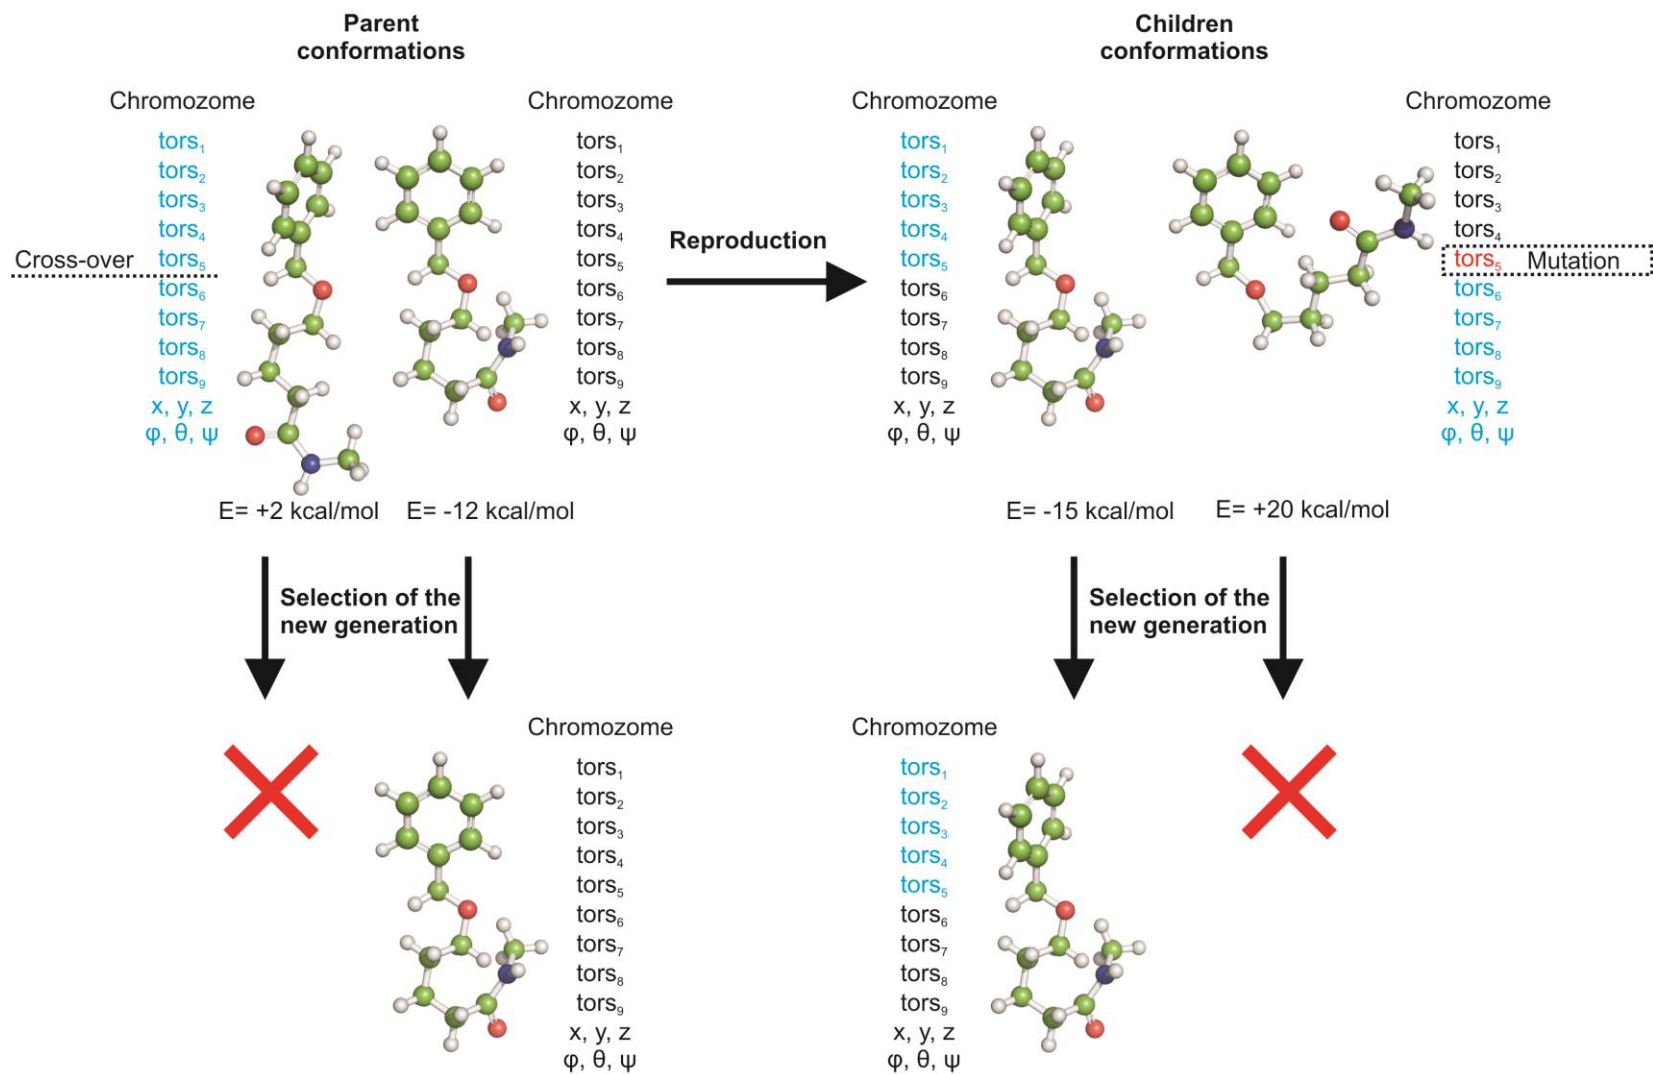 Parent
conformations
Children
conformations
Chromozome
Chromozome
Chromozome
Chromozome
tors₁
tors₂
tors₃
tors₄
tors₅
tors₆
tors₇
tors₈
tors₉
x, y, z
φ, θ, ψ
Cross-over
tors₁
tors₂
tors₃
tors₄
tors₅
tors₆
tors₇
tors₈
tors₉
x, y, z
φ, θ, ψ
Reproduction
tors₁
tors₂
tors₃
tors₄
tors₅
tors₆
tors₇
tors₈
tors₉
x, y, z
φ, θ, ψ
tors₁
tors₂
tors₃
tors₄
tors₅ Mutation
tors₆
tors₇
tors₈
tors₉
x, y, z
φ, θ, ψ
E= +2 kcal/mol
E= -12 kcal/mol
E= -15 kcal/mol
E= +20 kcal/mol
Selection of the
new generation
Selection of the
new generation
Chromozome
tors₁
tors₂
tors₃
tors₄
tors₅
tors₆
tors₇
tors₈
tors₉
x, y, z
φ, θ, ψ
Chromozome
tors₁
tors₂
tors₃
tors₄
tors₅
tors₆
tors₇
tors₈
tors₉
x, y, z
φ, θ, ψ